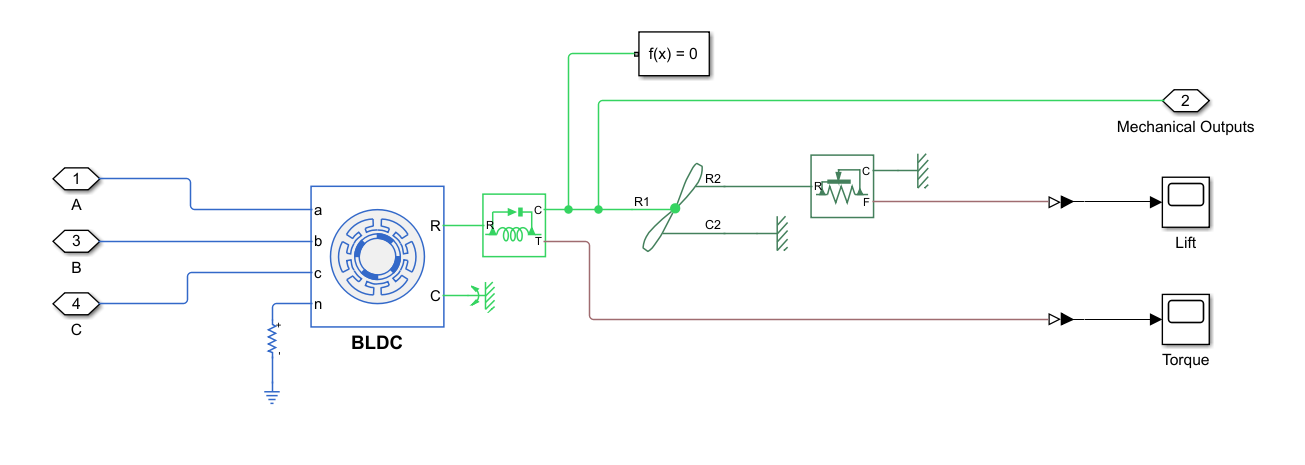 f(x) = 0
2
Mechanical Outputs
1
A
a
R
R
C
T
R1
R2
C2
R
C
F
Lift
3
B
b
4
C
c
n
C
+
-
BLDC
Torque